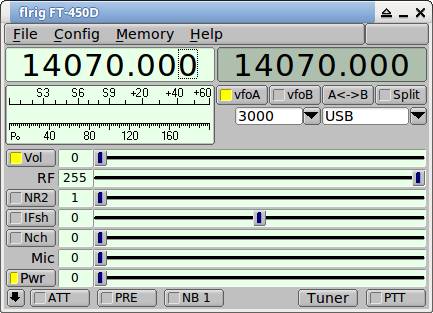 flrig FT-450D
File Config Memory Help
14070.000 14070.000
S3 S6 S9 +20 +40 +60
Po 40 80 120 160
vfoA vfoB A<->B Split
3000 USB
Vol 0
RF 255
NR2 1
IFsh 0
Nch 0
Mic 0
Pwr 0
ATT PRE NB 1 Tuner PTT